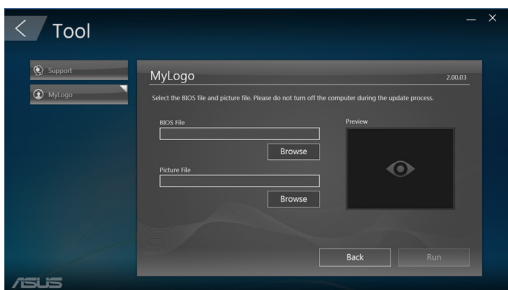 Tool
Support
MyLogo
MyLogo
2.00.03
Select the BIOS file and picture file. Please do not turn off the computer during the update process.
BIOS File
Browse
Picture File
Browse
Preview
Back
Run
ASUS